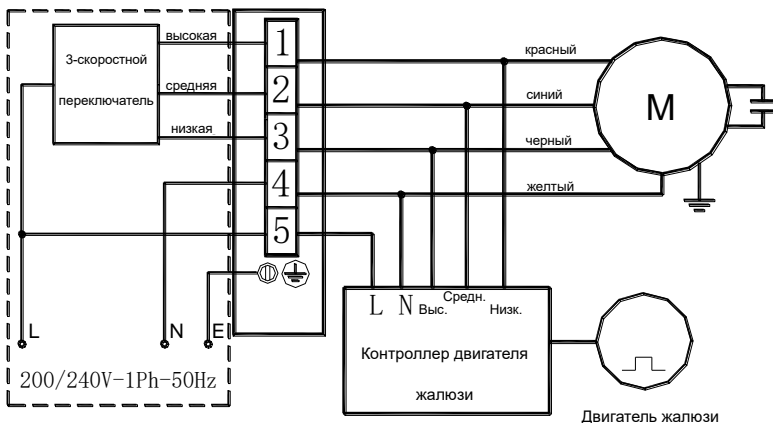 высокая
3-скоростной
переключатель
средняя
низкая
1
2
3
4
5
красный
синий
черный
желтый
M
L
N
E
200/240V-1Ph-50Hz
L N Выс. Средн. Низк.
Контроллер двигателя
жалюзи
Двигатель жалюзи